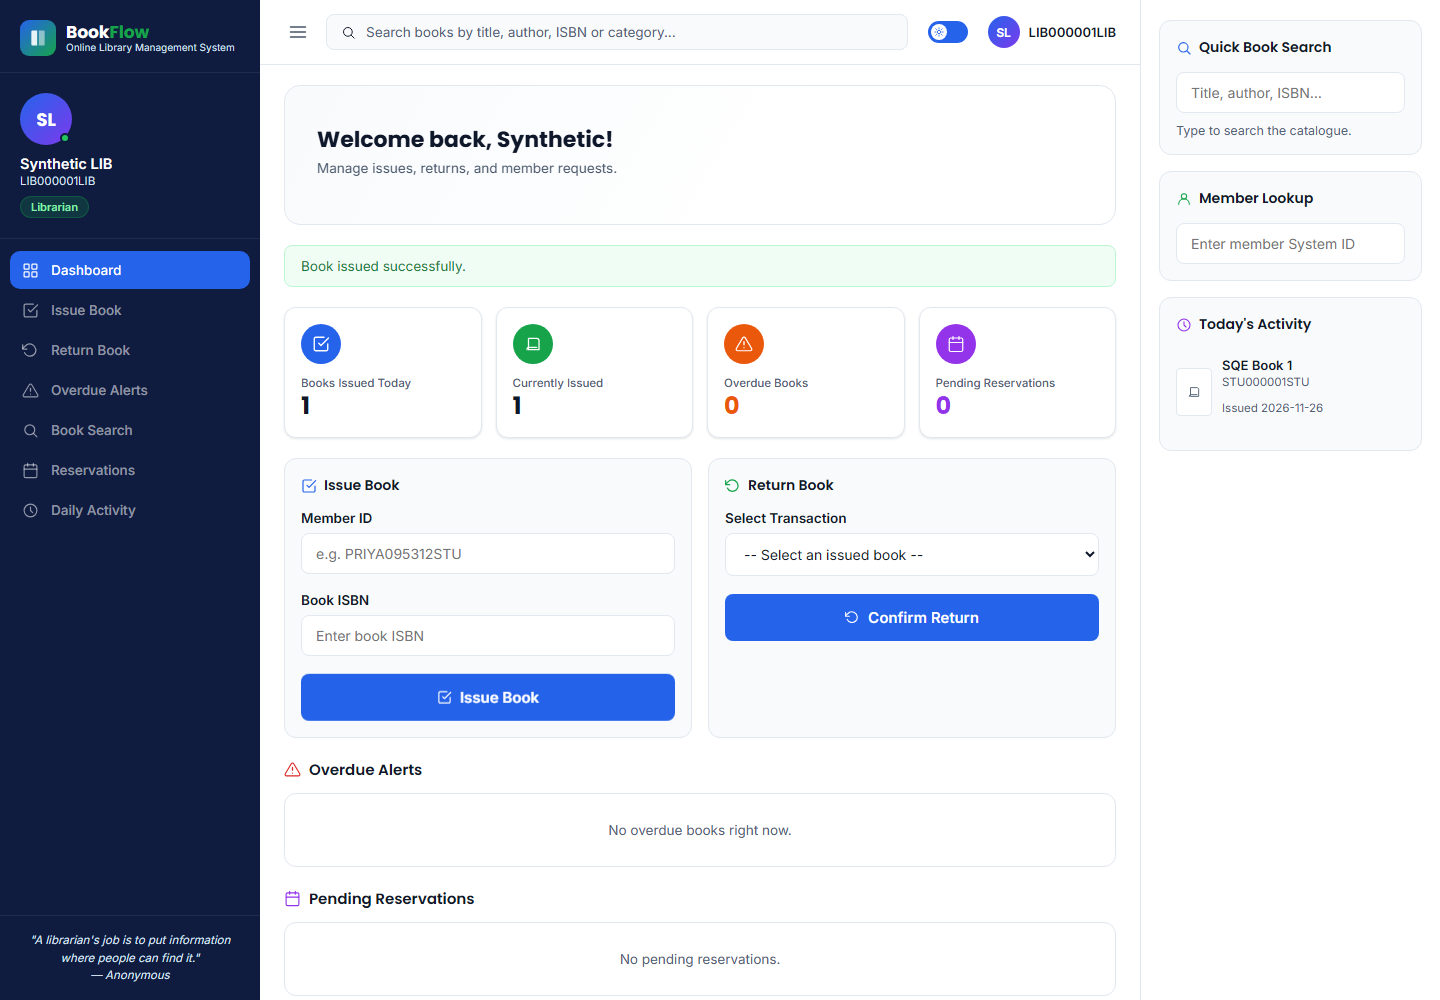 BookFlow
Online Library Management System
SL
Synthetic LIB
LIB000001LIB
Librarian
Dashboard
Issue Book
Return Book
Overdue Alerts
Book Search
Reservations
Daily Activity
"A librarian's job is to put information
where people can find it."
— Anonymous
Search books by title, author, ISBN or category...
SL
LIB000001LIB
Welcome back, Synthetic!
Manage issues, returns, and member requests.
Book issued successfully.
Books Issued Today
1
Currently Issued
1
Overdue Books
0
Pending Reservations
0
Issue Book
Member ID
e.g. PRIYA095312STU
Book ISBN
Enter book ISBN
Issue Book
Return Book
Select Transaction
-- Select an issued book --
Confirm Return
Overdue Alerts
No overdue books right now.
Pending Reservations
No pending reservations.
Quick Book Search
Title, author, ISBN...
Type to search the catalogue.
Member Lookup
Enter member System ID
Today's Activity
SQE Book 1
STU000001STU
Issued 2026-11-26